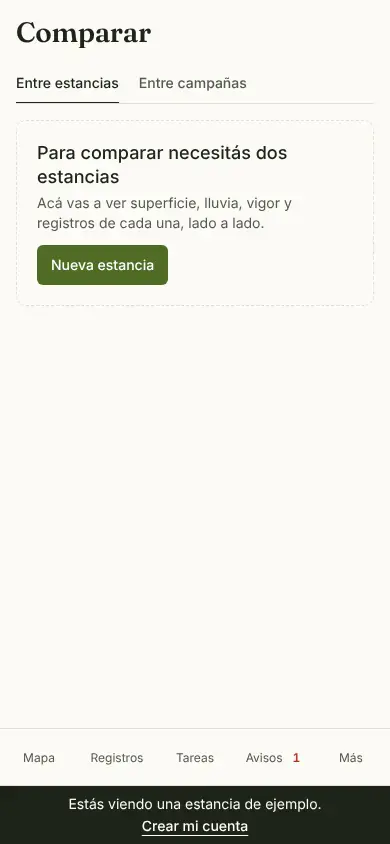 Comparar
Entre estancias
Entre campañas
Para comparar necesitás dos
estancias
Acá vas a ver superficie, lluvia, vigor y
registros de cada una, lado a lado.
Nueva estancia
Mapa
Registros
Tareas
Avisos 1
Más
Estás viendo una estancia de ejemplo.
Crear mi cuenta